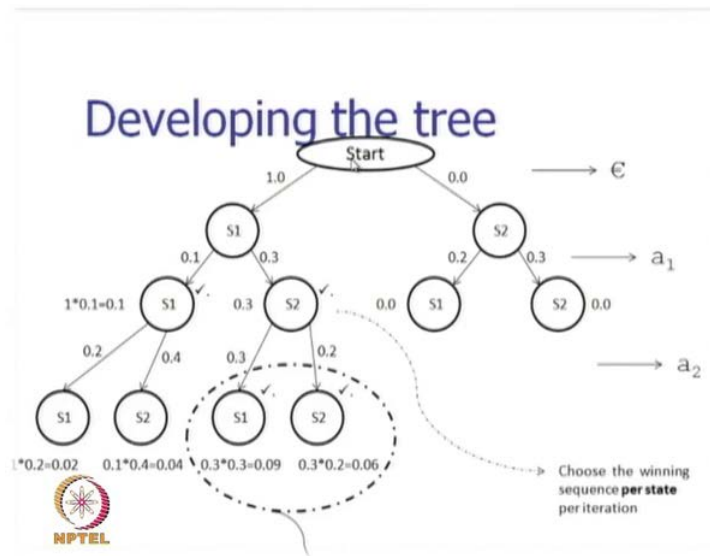 Developing the tree
Start
1.0 0.0 €
S1 S2
0.1 0.3 0.2 0.3 a1
1*0.1=0.1 S1 0.3 S2 0.0 S1 S2 0.0
0.2 0.4 0.3 0.2 a2
S1 S2 S1 S2
1*0.2=0.02 0.1*0.4=0.04 0.3*0.3=0.09 0.3*0.2=0.06
Choose the winning
sequence per state
per iteration
NPTEL